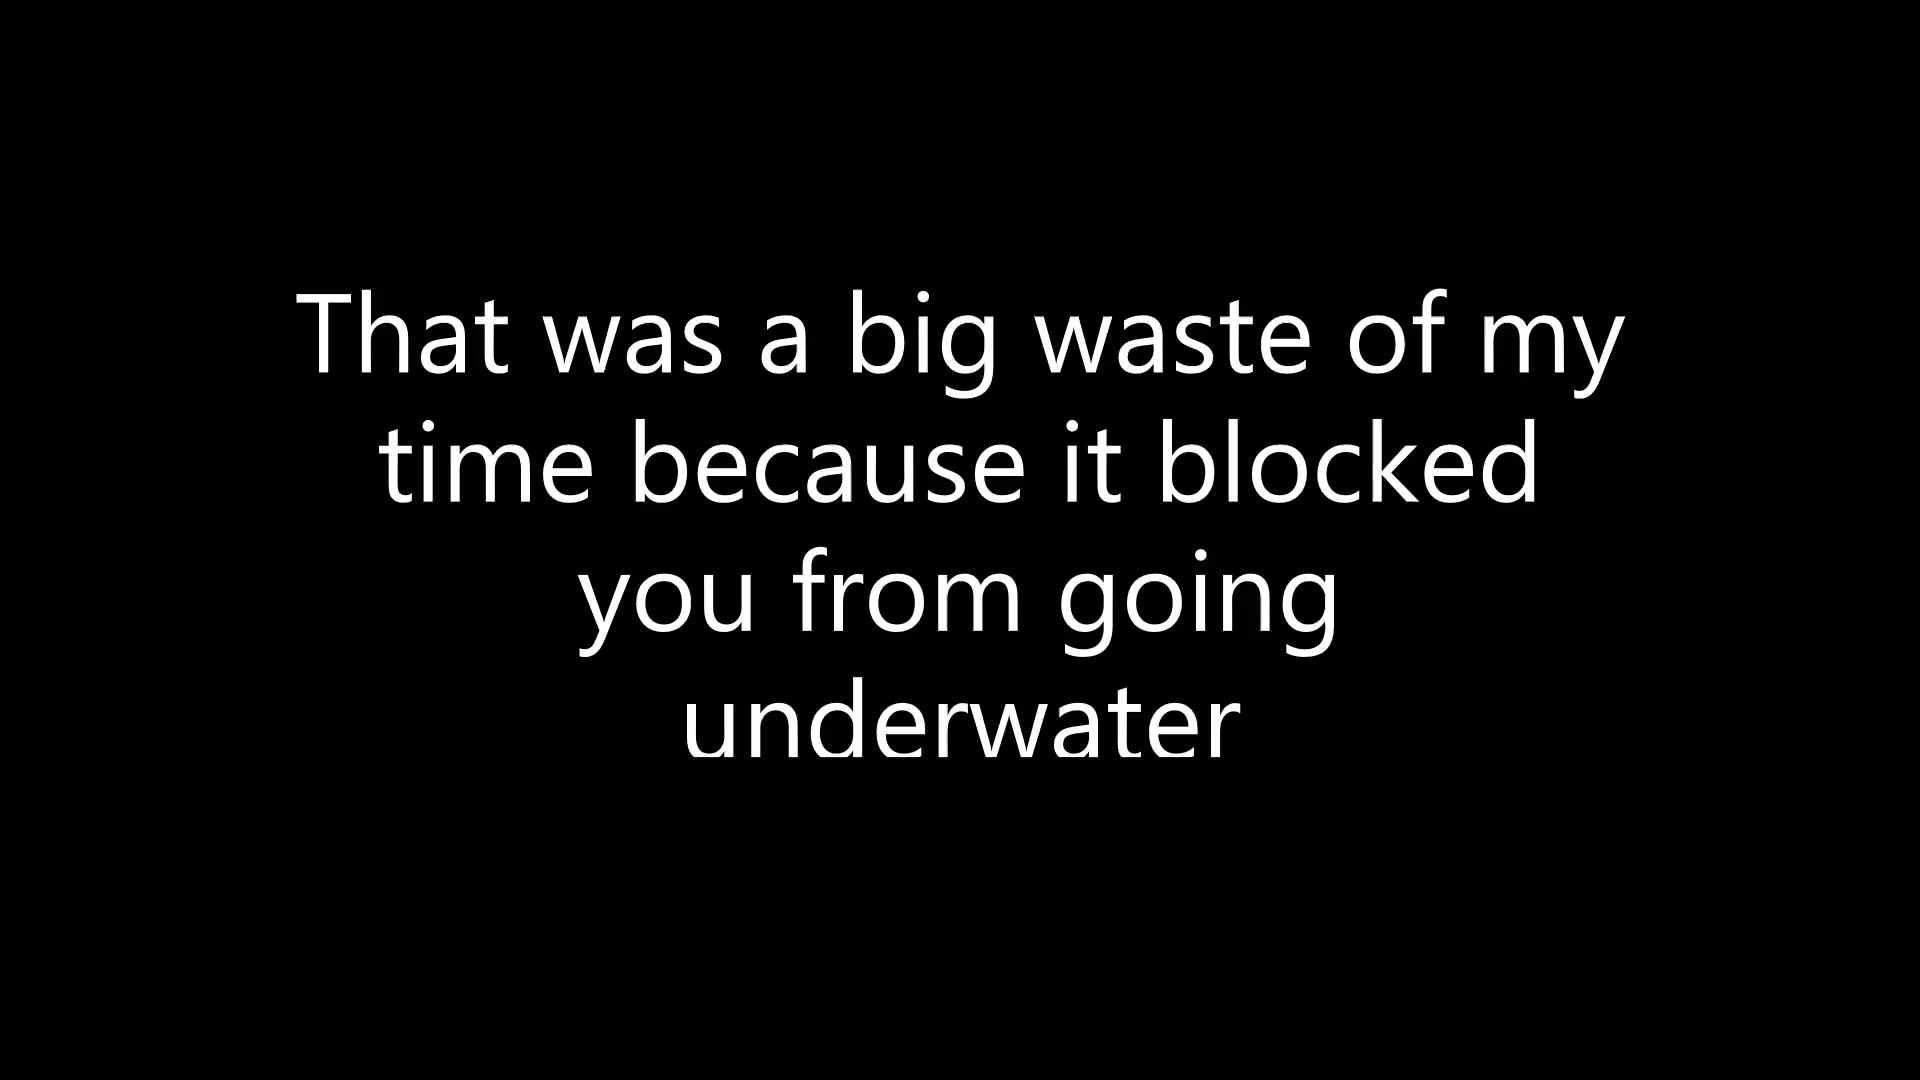 That was a big waste of my
time because it blocked
you from going
underwater